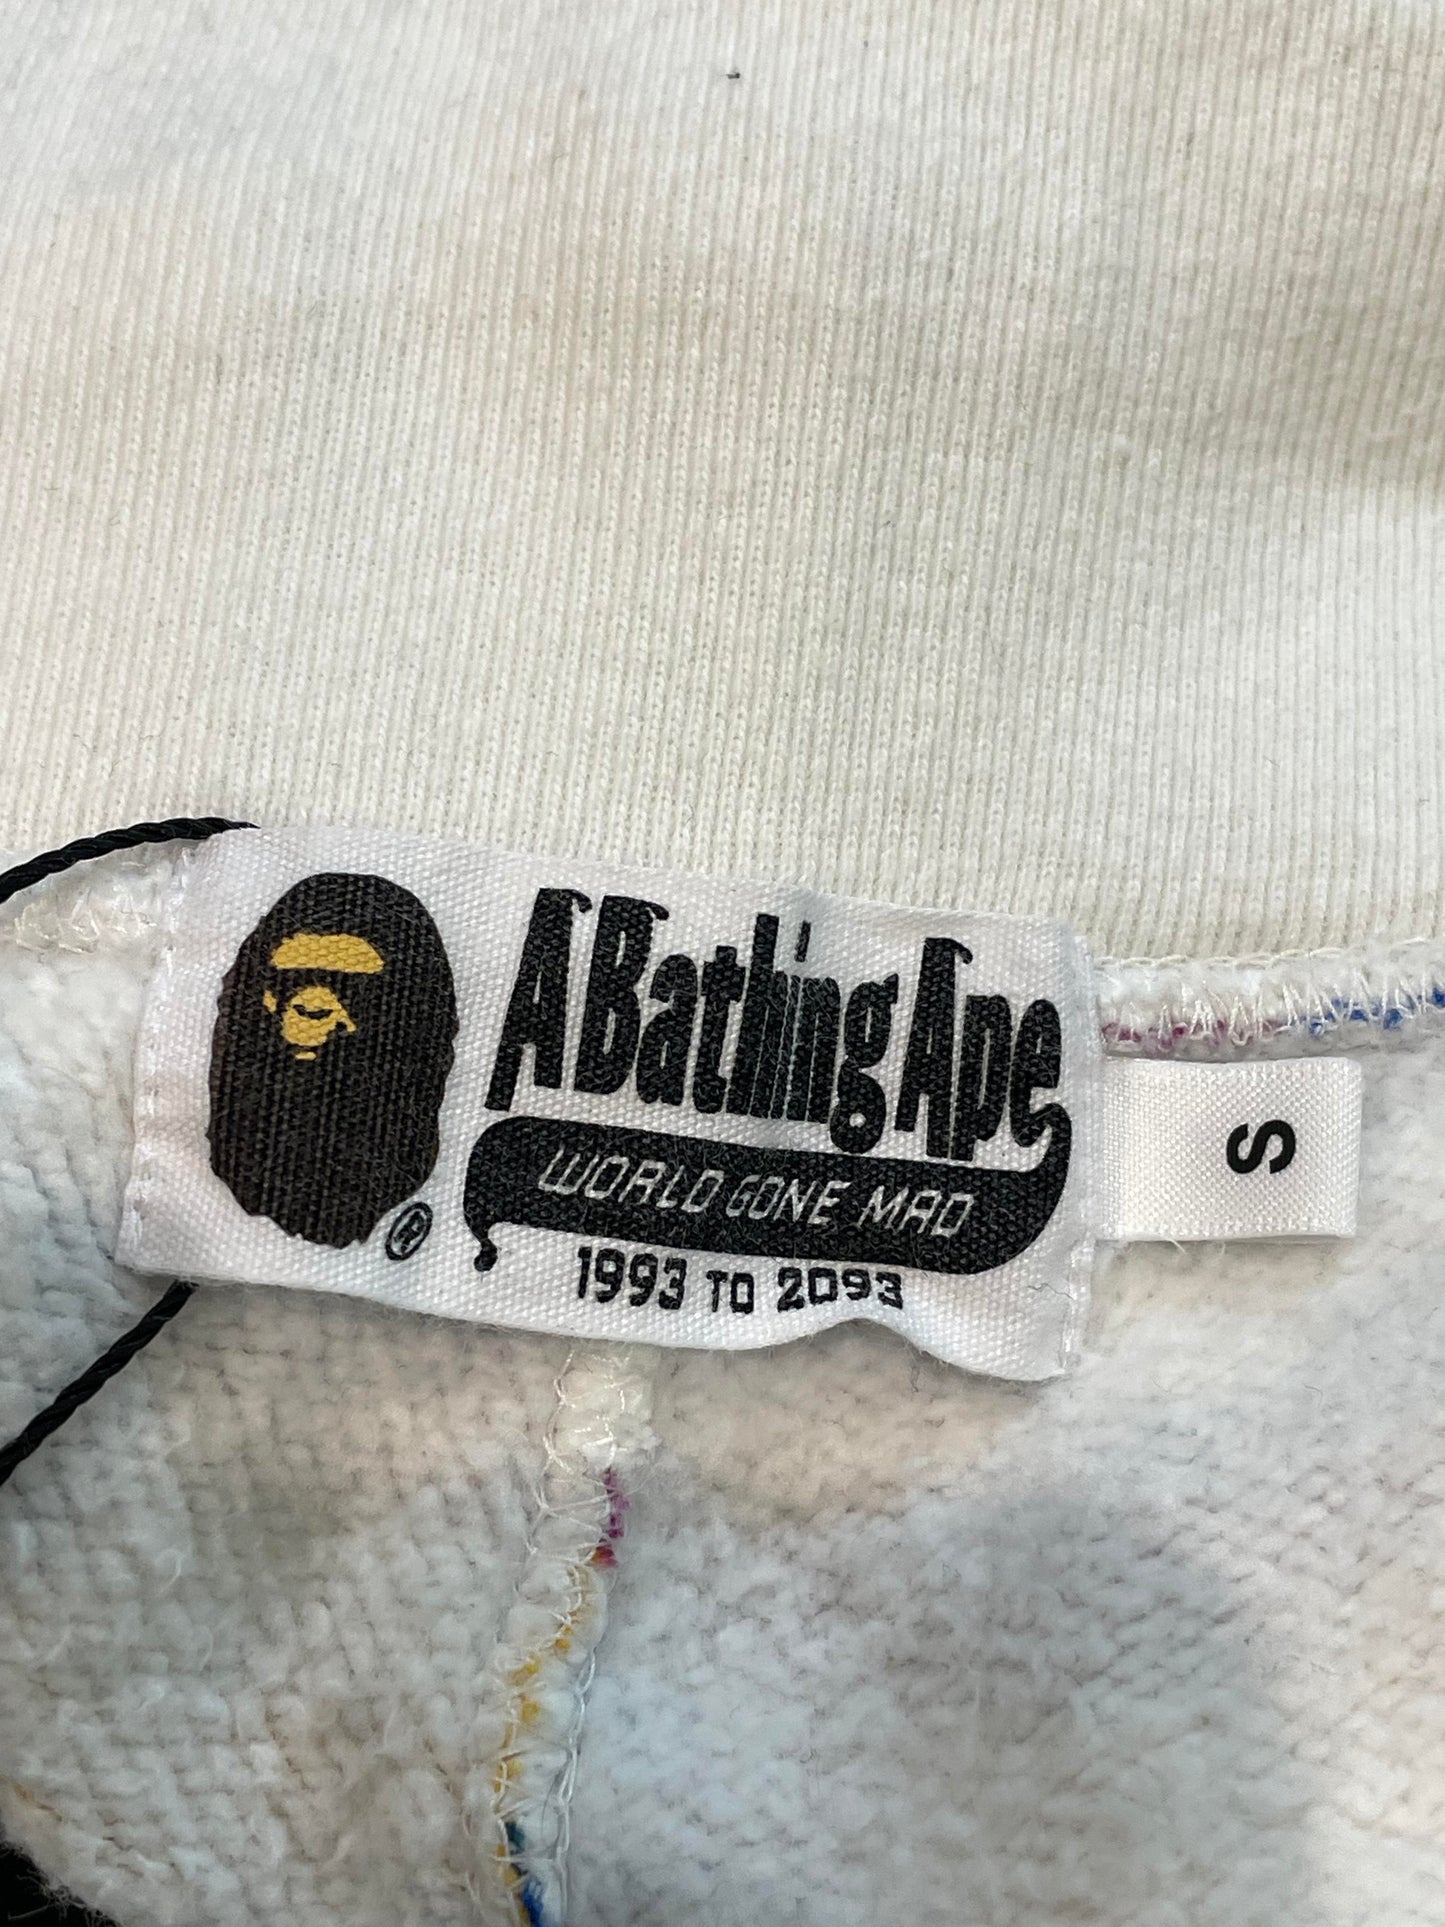 A Bathing Ape
WORLD GONE MAD
1993 TO 2093
®
S